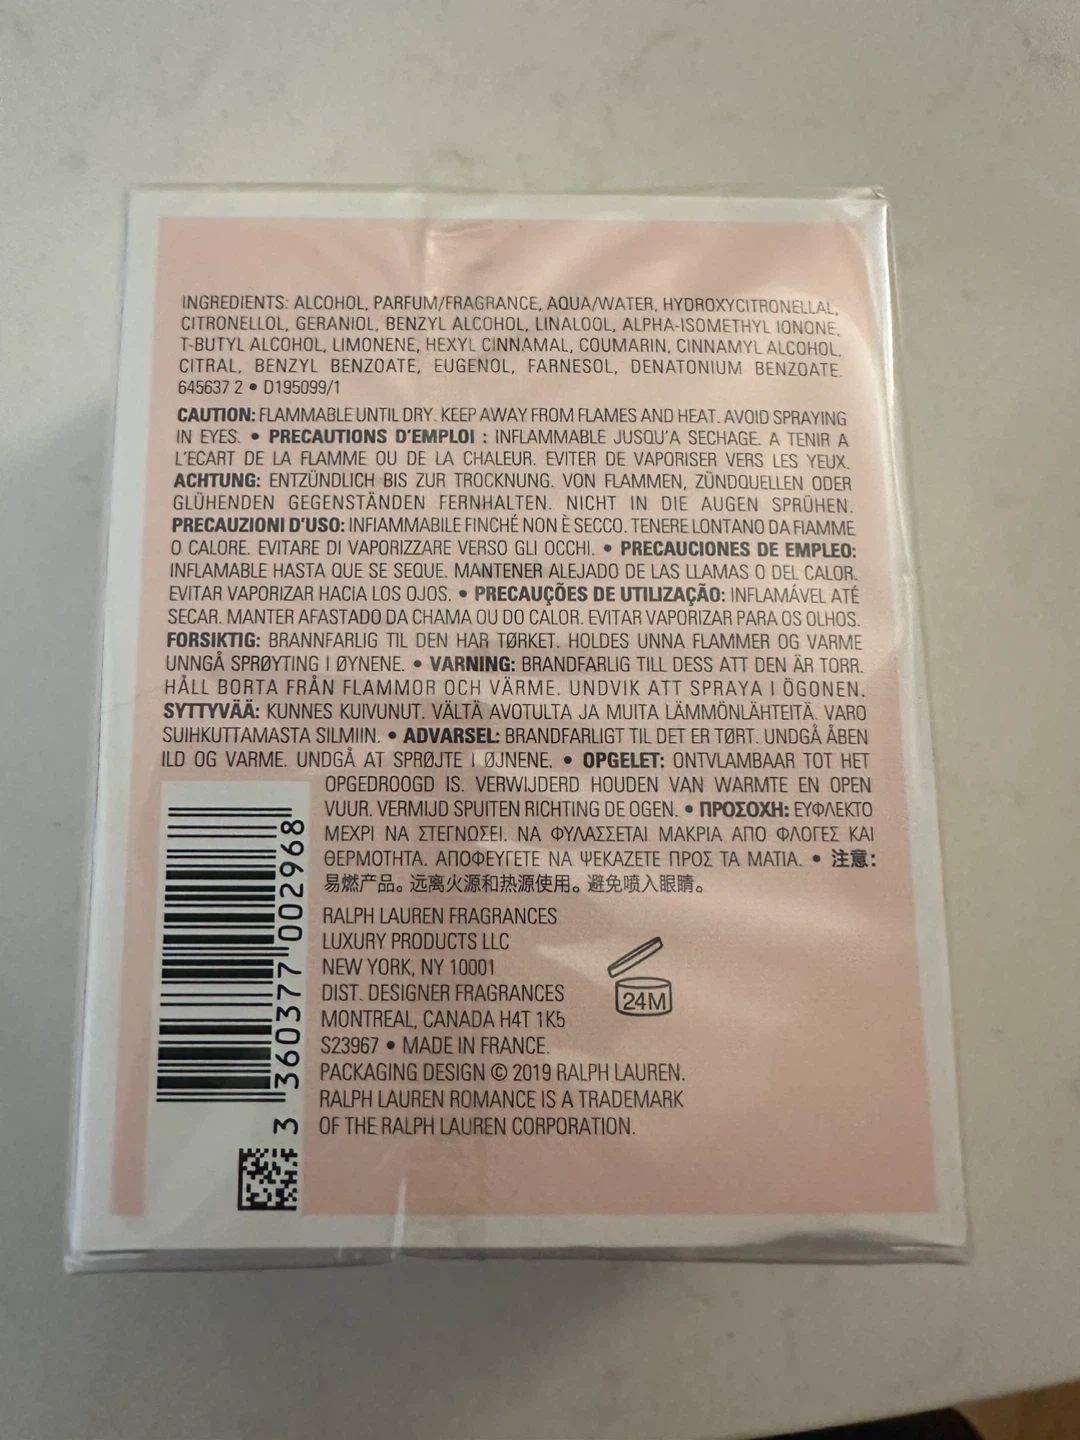 INGREDIENTS: ALCOHOL, PARFUM/FRAGRANCE, AQUA/WATER, HYDROXYCITRONELLAL,
CITRONELLOL, GERANIOL, BENZYL ALCOHOL, LINALOOL, ALPHA-ISOMETHYL IONONE,
T-BUTYL ALCOHOL, LIMONENE, HEXYL CINNAMAL, COUMARIN, CINNAMYL ALCOHOL,
CITRAL, BENZYL BENZOATE, EUGENOL, FARNESOL, DENATONIUM BENZOATE.
645637 2 • D195099/1
CAUTION: FLAMMABLE UNTIL DRY. KEEP AWAY FROM FLAMES AND HEAT. AVOID SPRAYING
IN EYES. • PRECAUTIONS D'EMPLOI : INFLAMMABLE JUSQU'A SECHAGE. A TENIR A
L'ECART DE LA FLAMME OU DE LA CHALEUR. EVITER DE VAPORISER VERS LES YEUX.
ACHTUNG: ENTZÜNDLICH BIS ZUR TROCKNUNG. VON FLAMMEN, ZÜNDQUELLEN ODER
GLÜHENDEN GEGENSTÄNDEN FERNHALTEN. NICHT IN DIE AUGEN SPRÜHEN.
PRECAUZIONI D'USO: INFIAMMABILE FINCHÉ NON È SECCO. TENERE LONTANO DA FIAMME
O CALORE. EVITARE DI VAPORIZZARE VERSO GLI OCCHI. • PRECAUCIONES DE EMPLEO:
INFLAMABLE HASTA QUE SE SEQUE. MANTENER ALEJADO DE LAS LLAMAS O DEL CALOR.
EVITAR VAPORIZAR HACIA LOS OJOS. • PRECAUÇÕES DE UTILIZAÇÃO: INFLAMÁVEL ATÉ
SECAR. MANTER AFASTADO DA CHAMA OU DO CALOR. EVITAR VAPORIZAR PARA OS OLHOS.
FORSIKTIG: BRANNFARLIG TIL DEN HAR TØRKET. HOLDES UNNA FLAMMER OG VARME
UNNGÅ SPRØYTING I ØYNENE. • VARNING: BRANDFARLIG TILL DESS ATT DEN ÄR TORR.
HÅLL BORTA FRÅN FLAMMOR OCH VÄRME. UNDVIK ATT SPRAYA I ÖGONEN.
SYTTYVÄÄ: KUNNES KUIVUNUT. VÄLTÄ AVOTULTA JA MUITA LÄMMÖNLÄHTEITÄ. VARO
SUIHKUTTAMASTA SILMIIN. • ADVARSEL: BRANDFARLIGT TIL DET ER TØRT. UNDGÅ ÅBEN
ILD OG VARME. UNDGÅ AT SPRØJTE I ØJNENE. • OPGELET: ONTVLAMBAAR TOT HET
OPGEDROOGD IS. VERWIJDERD HOUDEN VAN WARMTE EN OPEN
VUUR. VERMIJD SPUITEN RICHTING DE OGEN. • ΠΡΟΣΟΧΗ: ΕΥΦΛΕΚΤΟ
ΜΕΧΡΙ ΝΑ ΣΤΕΓΝΩΣΕΙ. ΝΑ ΦΥΛΑΣΣΕΤΑΙ ΜΑΚΡΙΑ ΑΠΟ ΦΛΟΓΕΣ ΚΑΙ
ΘΕΡΜΟΤΗΤΑ. ΑΠΟΦΕΥΓΕΤΕ ΝΑ ΨΕΚΑΖΕΤΕ ΠΡΟΣ ΤΑ ΜΑΤΙΑ. • 注意:
易燃产品。远离火源和热源使用。避免喷入眼睛。
RALPH LAUREN FRAGRANCES
LUXURY PRODUCTS LLC
NEW YORK, NY 10001
DIST. DESIGNER FRAGRANCES
MONTREAL, CANADA H4T 1K5
S23967 • MADE IN FRANCE.
PACKAGING DESIGN © 2019 RALPH LAUREN.
RALPH LAUREN ROMANCE IS A TRADEMARK
OF THE RALPH LAUREN CORPORATION.
24M
3 360377 002968